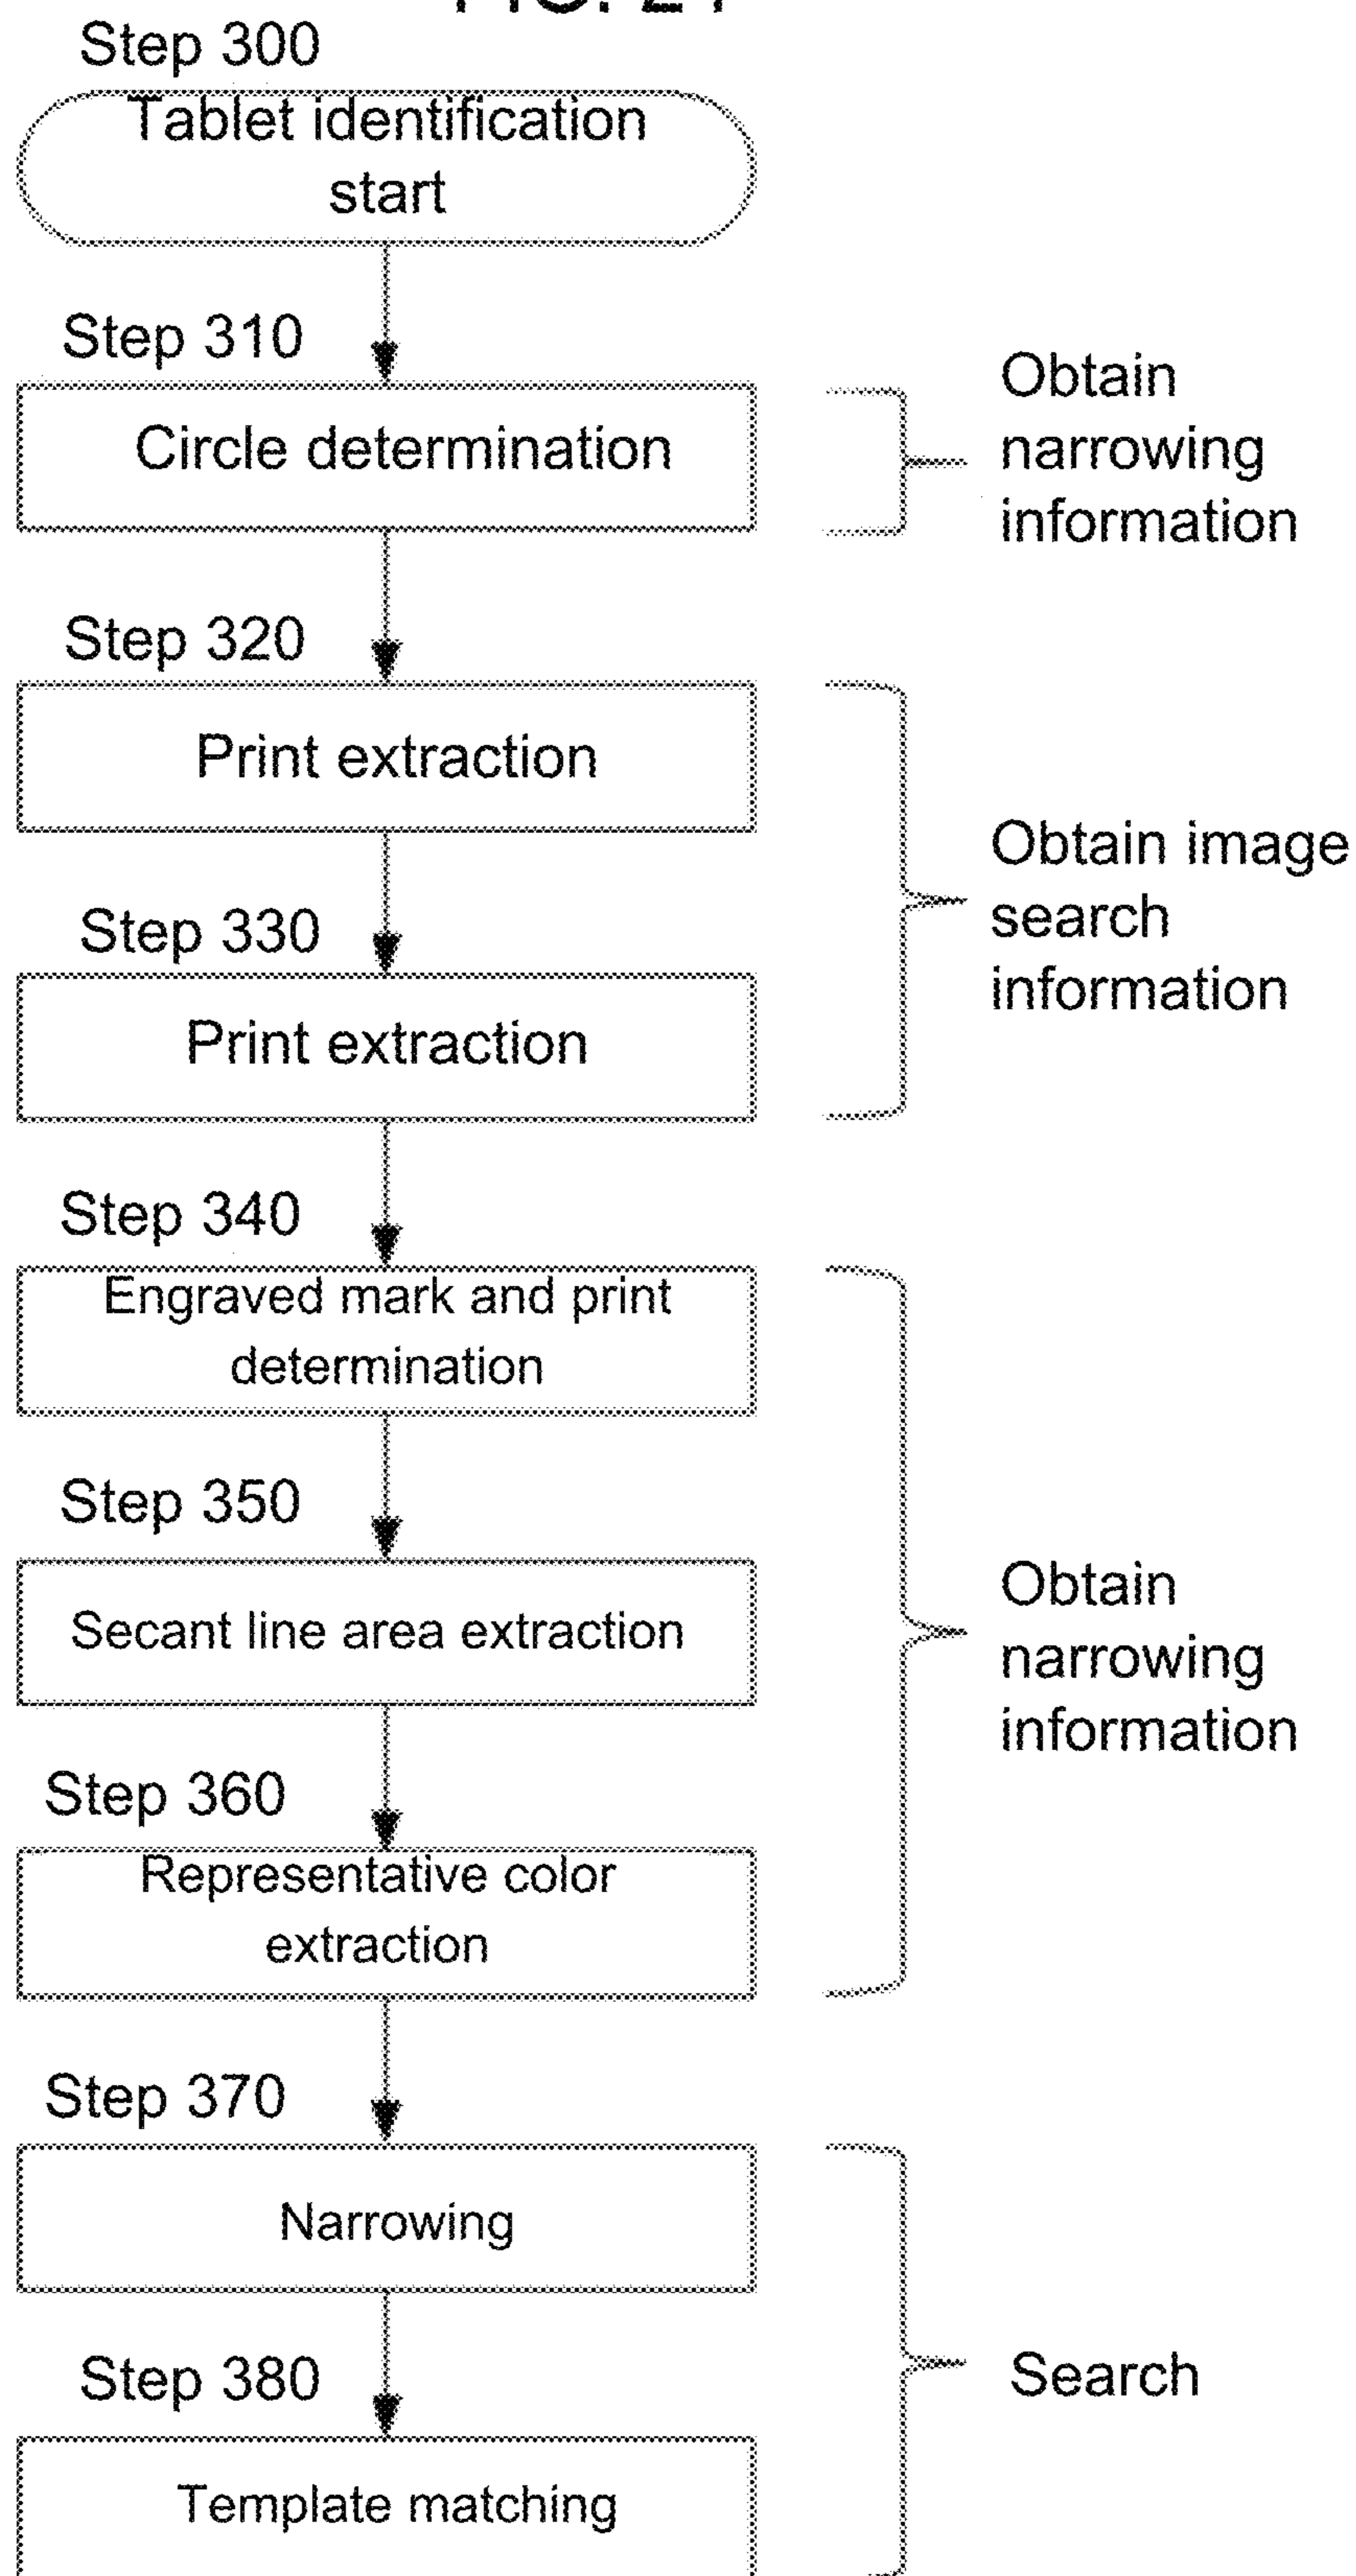 Step 300
Tablet identification
start
Step 310
Circle determination
Obtain
narrowing
information
Step 320
Print extraction
Obtain image
search
information
Step 330
Print extraction
Step 340
Engraved mark and print
determination
Step 350
Secant line area extraction
Obtain
narrowing
information
Step 360
Representative color
extraction
Step 370
Narrowing
Search
Step 380
Template matching